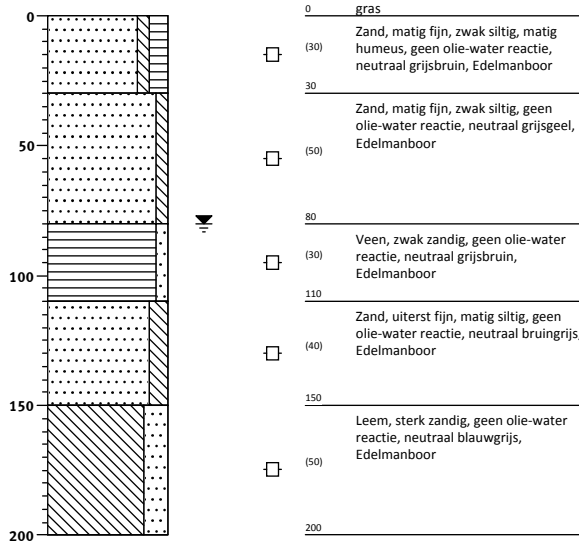 0
50
100
150
200
0
gras
(30)
Zand, matig fijn, zwak siltig, matig
humeus, geen olie-water reactie,
neutraal grijsbruin, Edelmanboor
30
(50)
Zand, matig fijn, zwak siltig, geen
olie-water reactie, neutraal grijsgeel,
Edelmanboor
80
(30)
Veen, zwak zandig, geen olie-water
reactie, neutraal grijsbruin,
Edelmanboor
110
(40)
Zand, uiterst fijn, matig siltig, geen
olie-water reactie, neutraal bruingrijs,
Edelmanboor
150
(50)
Leem, sterk zandig, geen olie-water
reactie, neutraal blauwgrijs,
Edelmanboor
200